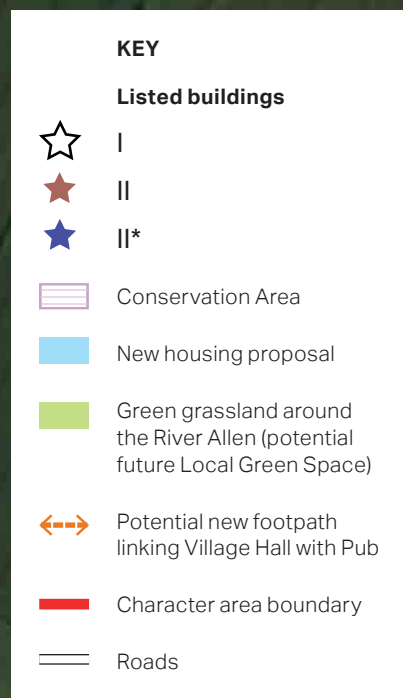 KEY
Listed buildings
I
II
II*
Conservation Area
New housing proposal
Green grassland around
the River Allen (potential
future Local Green Space)
Potential new footpath
linking Village Hall with Pub
Character area boundary
Roads